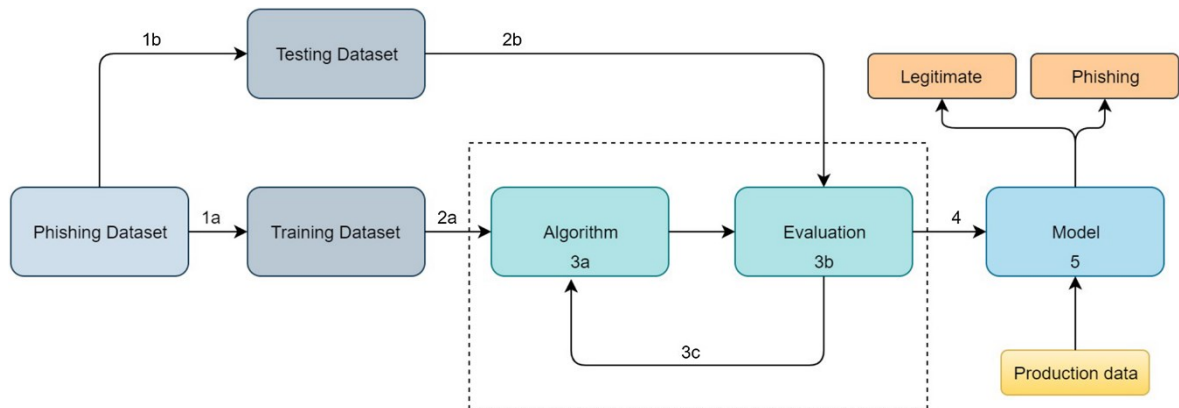 1b
Testing Dataset
2b
Legitimate
Phishing
Phishing Dataset
1a
Training Dataset
2a
Algorithm
3a
Evaluation
3b
4
Model
5
3c
Production data